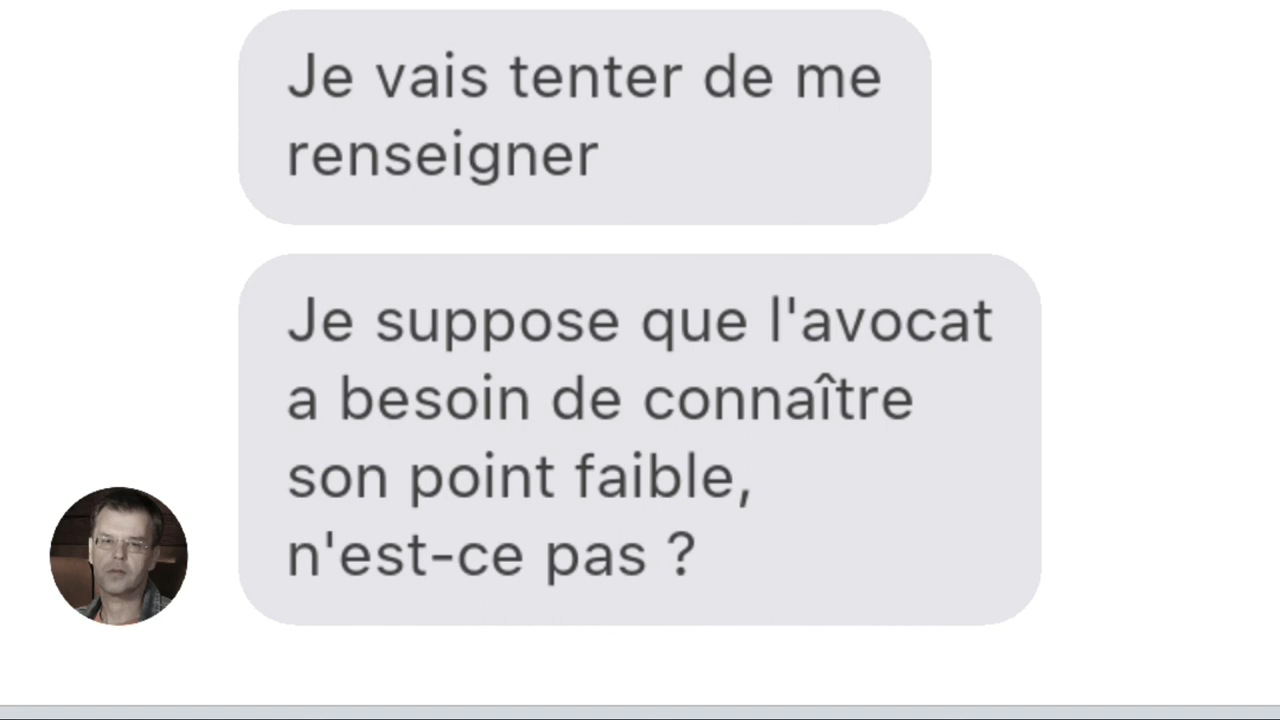 Je vais tenter de me
renseigner
Je suppose que l'avocat
a besoin de connaître
son point faible,
n'est-ce pas ?